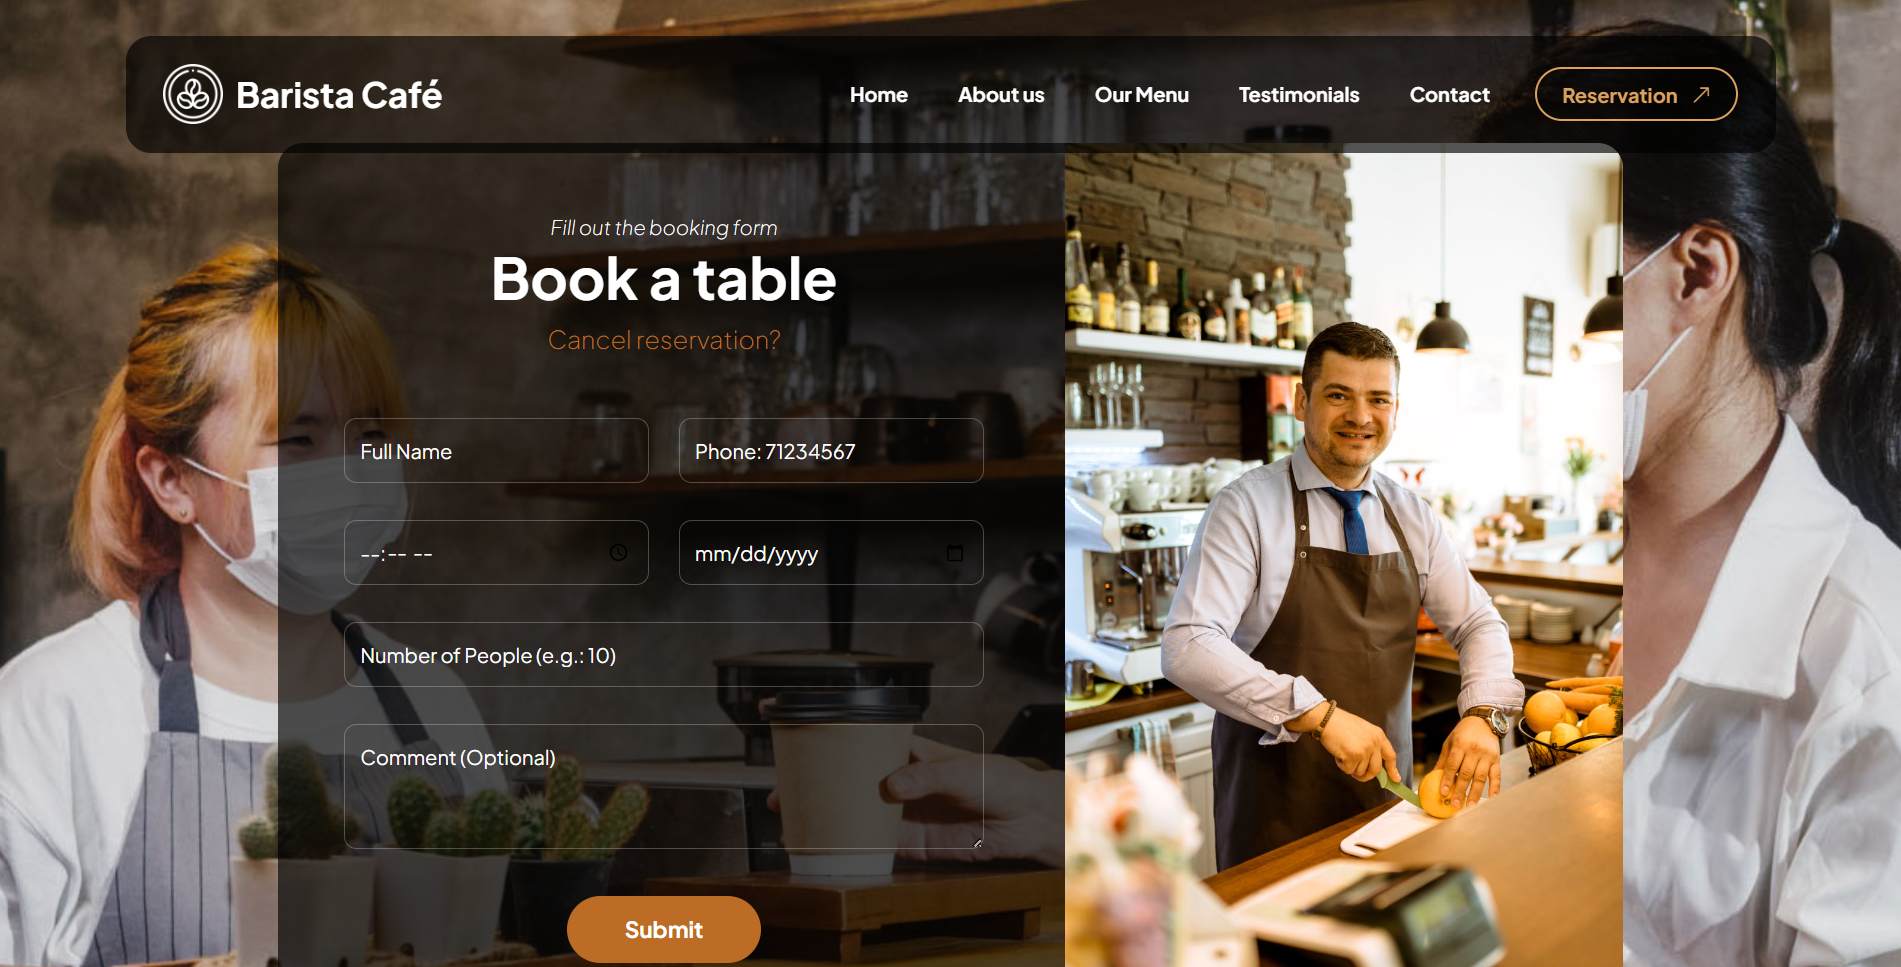 Barista Café
Home
About us
Our Menu
Testimonials
Contact
Reservation
Fill out the booking form
Book a table
Cancel reservation?
Full Name
Phone: 71234567
--:-- --
mm/dd/yyyy
Number of People (e.g.: 10)
Comment (Optional)
Submit